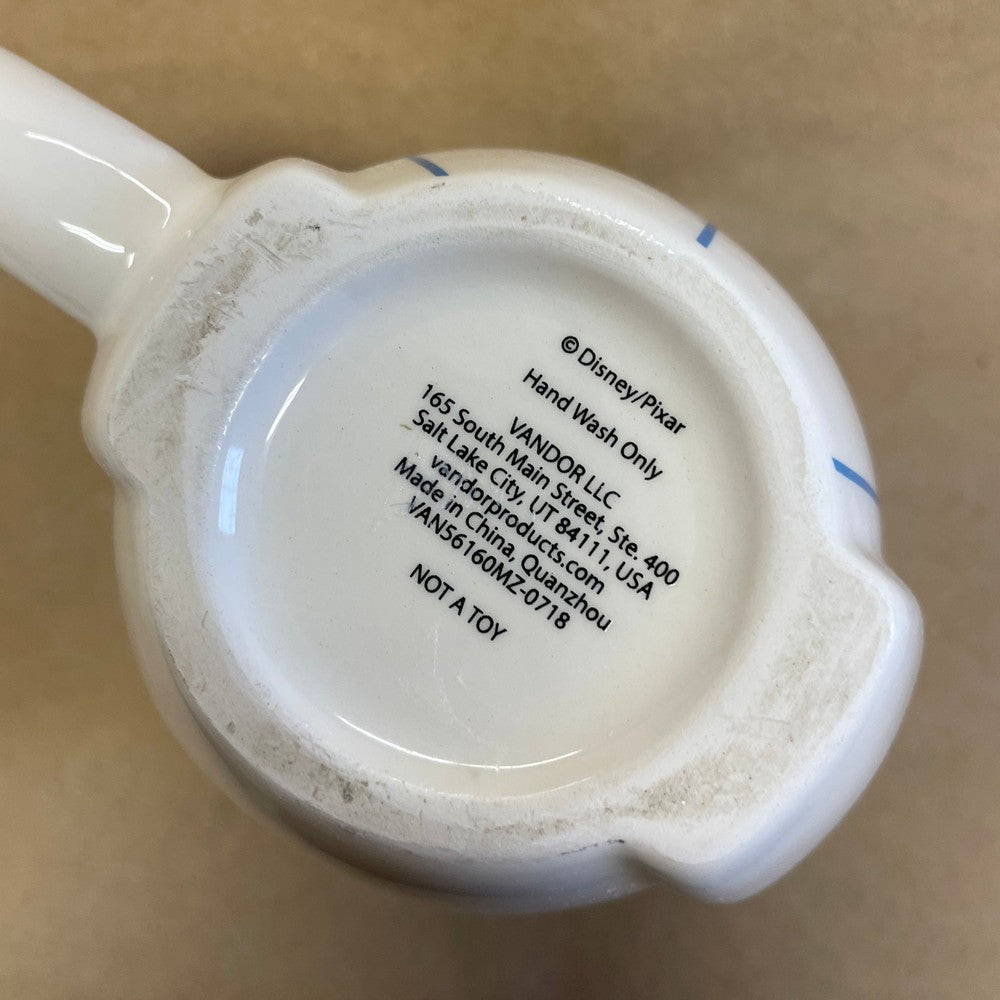 ©Disney/Pixar
Hand Wash Only
VANDOR LLC
165 South Main Street, Ste. 400
Salt Lake City, UT 84111, USA
vandorproducts.com
Made in China, Quanzhou
VAN56160MZ-0718
NOT A TOY